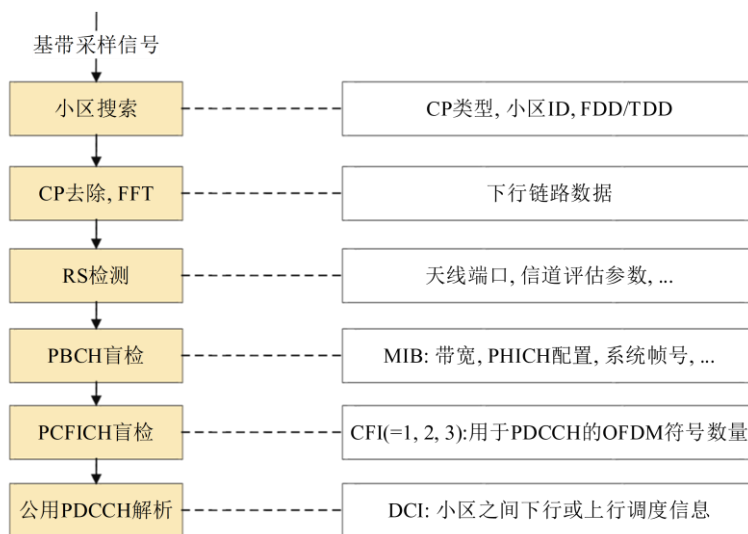 基带采样信号
小区搜索
CP类型, 小区ID, FDD/TDD
CP去除, FFT
下行链路数据
RS检测
天线端口, 信道评估参数, ...
PBCH盲检
MIB: 带宽, PHICH配置, 系统帧号, ...
PCFICH盲检
CFI(=1, 2, 3):用于PDCCH的OFDM符号数量
公用PDCCH解析
DCI: 小区之间下行或上行调度信息